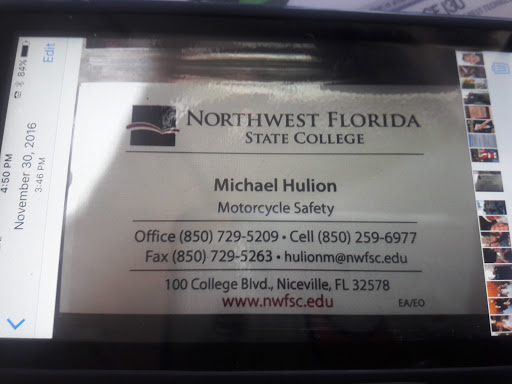 4:50 PM
84%
November 30, 2016
3:46 PM
Edit
NORTHWEST FLORIDA
STATE COLLEGE
Michael Hulion
Motorcycle Safety
Office (850) 729-5209 • Cell (850) 259-6977
Fax (850) 729-5263 • hulionm@nwfsc.edu
100 College Blvd., Niceville, FL 32578
www.nwfsc.edu
EA/EO